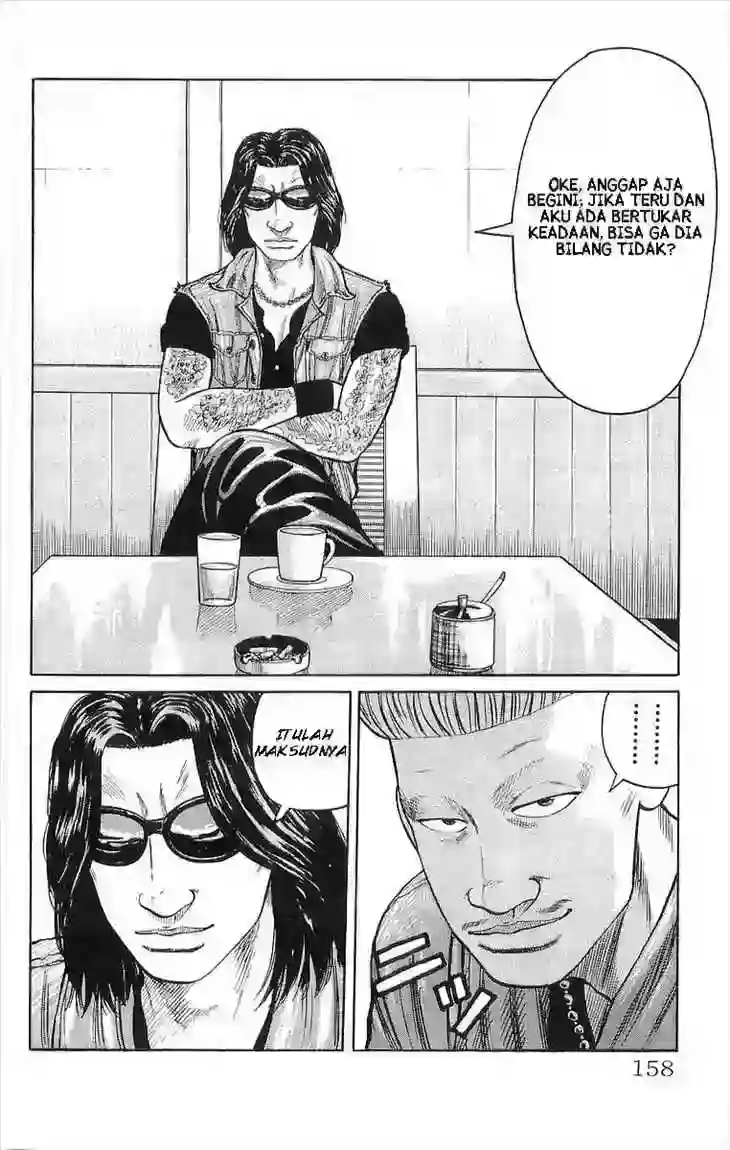 OKE, ANGGAP AJA
BEGINI; JIKA TERU DAN
AKU ADA BERTUKAR
KEADAAN, BISA GA DIA
BILANG TIDAK?
.......
ITULAH
MAKSUDNYA
158